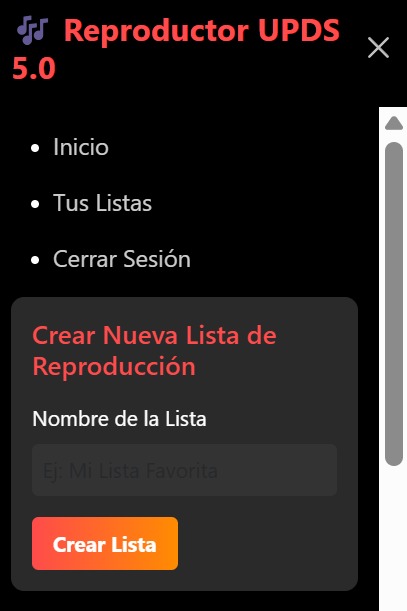 🎶 Reproductor UPDS
5.0
Inicio
Tus Listas
Cerrar Sesión
Crear Nueva Lista de
Reproducción
Nombre de la Lista
Ej: Mi Lista Favorita
Crear Lista